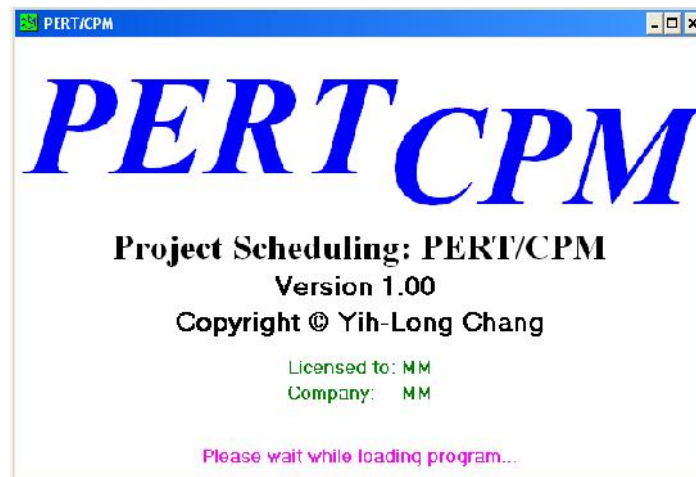 PERT/CPM
PERT CPM
Project Scheduling: PERT/CPM
Version 1.00
Copyright © Yih-Long Chang
Licensed to: MM
Company: MM
Please wait while loading program...